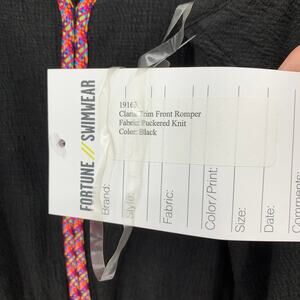 FORTUNE // SWIMWEAR
19163
Trim Front Romper
Fabric: Puckered Knit
Color: Black
Brand:
Style:
Fabric:
Color/Print:
Size:
Date:
Comments: